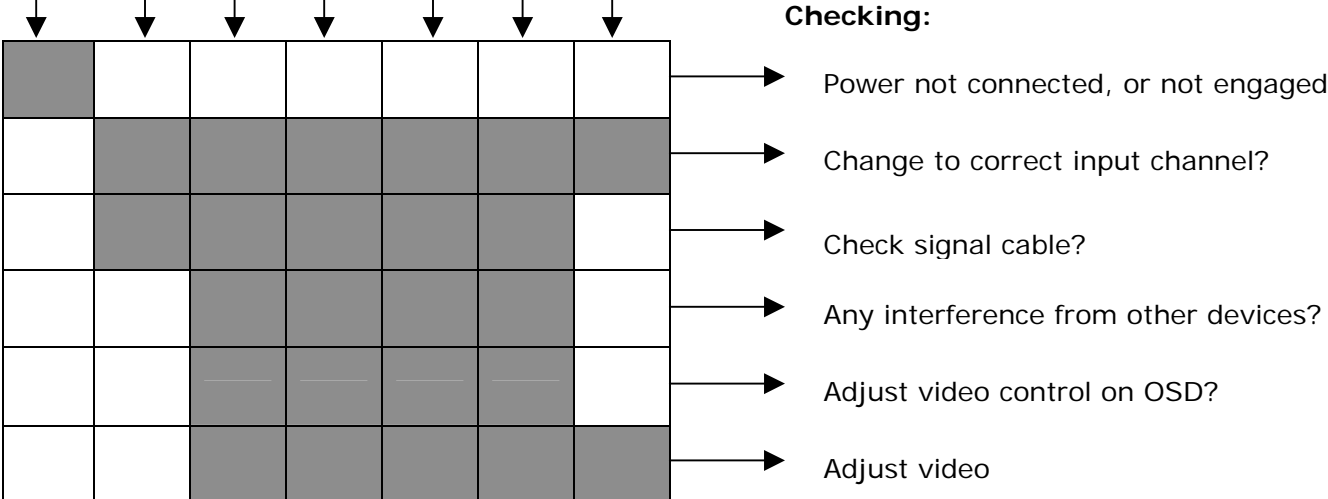 Checking:
Power not connected, or not engaged
Change to correct input channel?
Check signal cable?
Any interference from other devices?
Adjust video control on OSD?
Adjust video